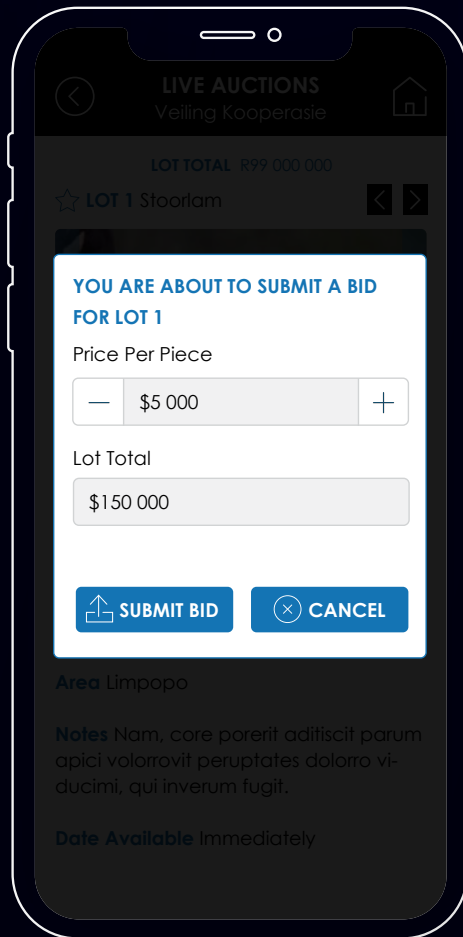 LIVE AUCTIONS
Veiling Kooperasie
LOT TOTAL R99 000 000
LOT 1 Stoorlam
YOU ARE ABOUT TO SUBMIT A BID
FOR LOT 1
Price Per Piece
$5 000
Lot Total
$150 000
SUBMIT BID
CANCEL
Area Limpopo
Notes Nam, core porerit aditiscit parum
apici volorrovit peruptates dolorro vi-
ducimi, qui inverum fugit.
Date Available Immediately